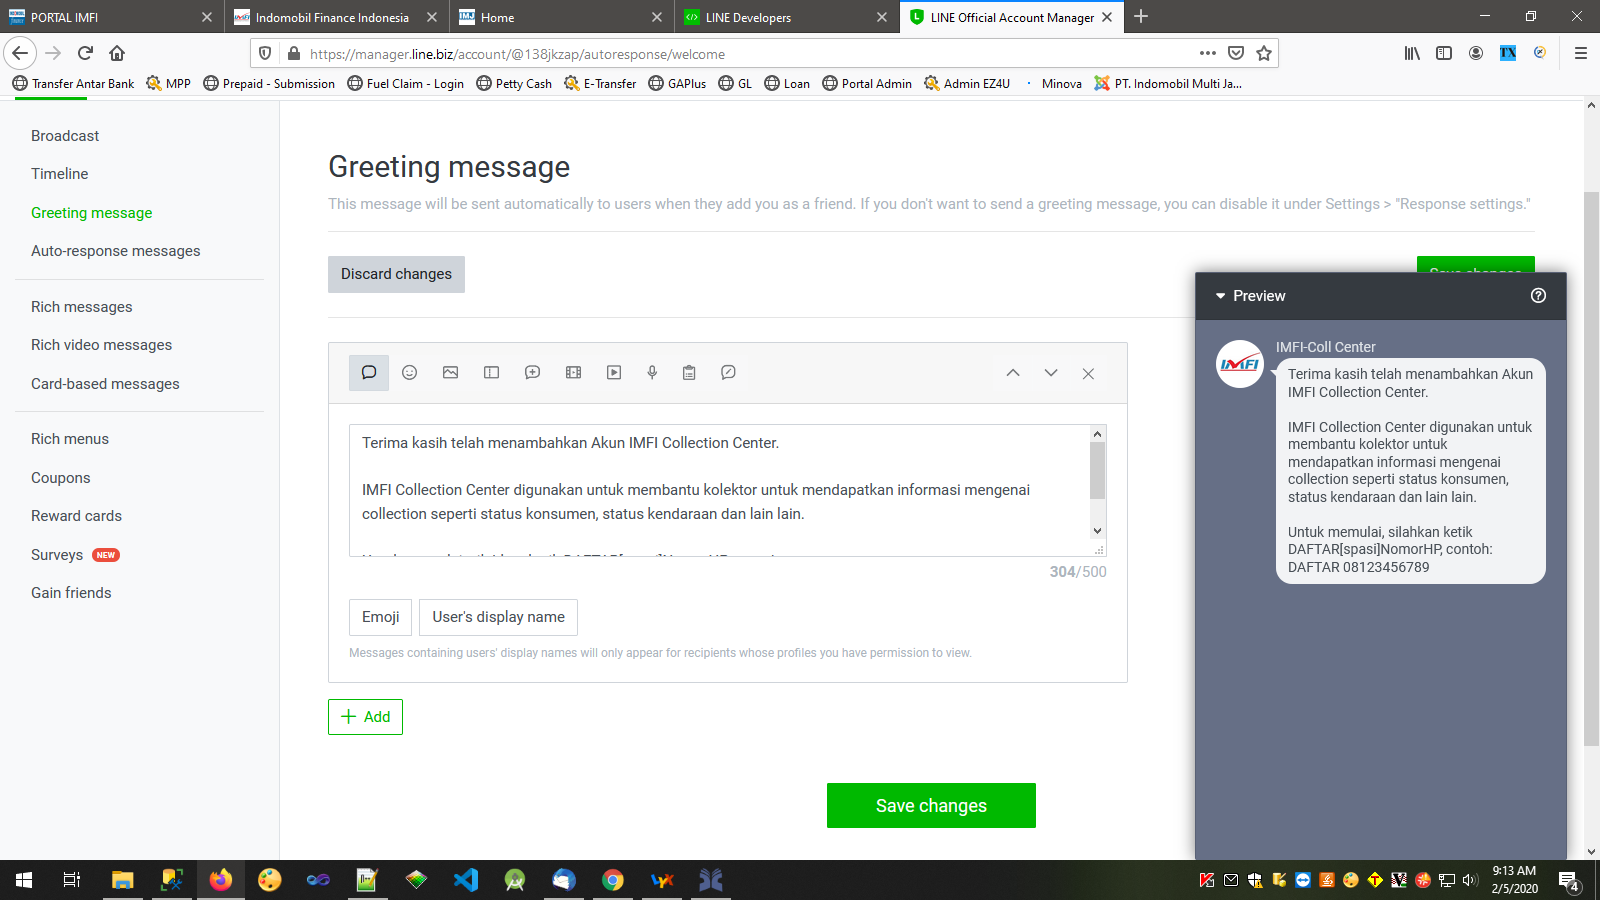 PORTAL IMFI
Indomobil Finance Indonesia
Home
LINE Developers
LINE Official Account Manager
https://manager.line.biz/account/@138jkzap/autoresponse/welcome
Transfer Antar Bank
MPP
Prepaid - Submission
Fuel Claim - Login
Petty Cash
E-Transfer
GAPlus
GL
Loan
Portal Admin
Admin EZ4U
Minova
PT. Indomobil Multi Ja...
Broadcast
Timeline
Greeting message
Auto-response messages
Rich messages
Rich video messages
Card-based messages
Rich menus
Coupons
Reward cards
Surveys NEW
Gain friends
Greeting message
This message will be sent automatically to users when they add you as a friend. If you don't want to send a greeting message, you can disable it under Settings > "Response settings."
Discard changes
Save changes
Terima kasih telah menambahkan Akun IMFI Collection Center.
IMFI Collection Center digunakan untuk membantu kolektor untuk mendapatkan informasi mengenai
collection seperti status konsumen, status kendaraan dan lain lain.
304/500
Emoji
User's display name
Messages containing users' display names will only appear for recipients whose profiles you have permission to view.
Add
Save changes
Preview
IMFI
IMFI-Coll Center
Terima kasih telah menambahkan Akun
IMFI Collection Center.
IMFI Collection Center digunakan untuk
membantu kolektor untuk
mendapatkan informasi mengenai
collection seperti status konsumen,
status kendaraan dan lain lain.
Untuk memulai, silahkan ketik
DAFTAR[spasi]NomorHP, contoh:
DAFTAR 08123456789
9:13 AM
2/5/2020
4